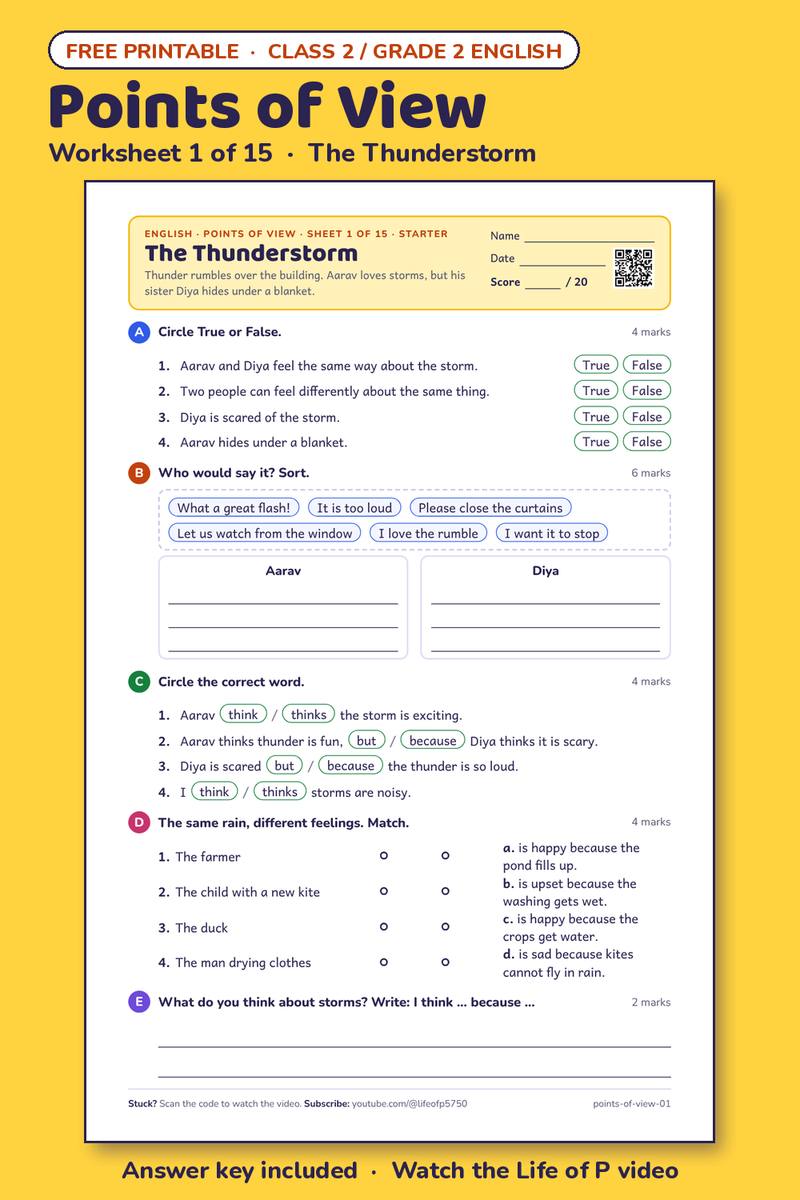 FREE PRINTABLE · CLASS 2 / GRADE 2 ENGLISH
Points of View
Worksheet 1 of 15 · The Thunderstorm
ENGLISH · POINTS OF VIEW · SHEET 1 OF 15 · STARTER
The Thunderstorm
Thunder rumbles over the building. Aarav loves storms, but his
sister Diya hides under a blanket.
Name
Date
Score / 20
A Circle True or False. 4 marks
1. Aarav and Diya feel the same way about the storm. True False
2. Two people can feel differently about the same thing. True False
3. Diya is scared of the storm. True False
4. Aarav hides under a blanket. True False
B Who would say it? Sort. 6 marks
What a great flash! It is too loud Please close the curtains
Let us watch from the window I love the rumble I want it to stop
Aarav Diya
C Circle the correct word. 4 marks
1. Aarav think / thinks the storm is exciting.
2. Aarav thinks thunder is fun, but / because Diya thinks it is scary.
3. Diya is scared but / because the thunder is so loud.
4. I think / thinks storms are noisy.
D The same rain, different feelings. Match. 4 marks
1. The farmer
2. The child with a new kite
3. The duck
4. The man drying clothes
a. is happy because the
pond fills up.
b. is upset because the
washing gets wet.
c. is happy because the
crops get water.
d. is sad because kites
cannot fly in rain.
E What do you think about storms? Write: I think ... because ... 2 marks
Stuck? Scan the code to watch the video. Subscribe: youtube.com/@lifeofp5750 points-of-view-01
Answer key included · Watch the Life of P video